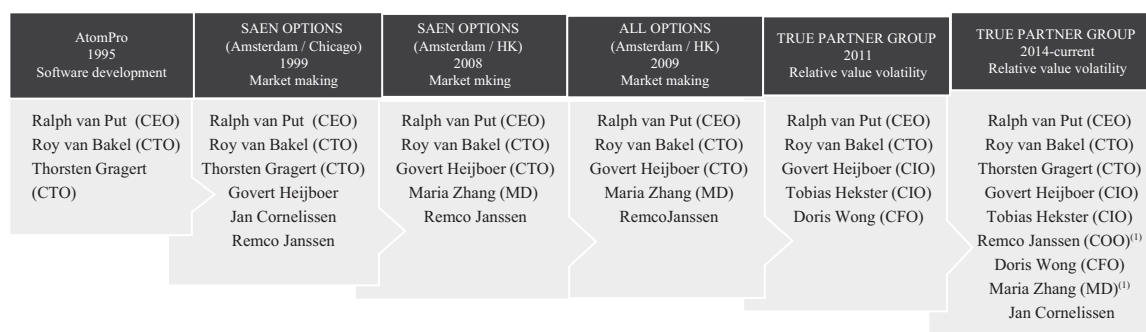 AtomPro
1995
Software development
Ralph van Put (CEO)
Roy van Bakel (CTO)
Thorsten Gragert
(CTO)
SAEN OPTIONS
(Amsterdam / Chicago)
1999
Market making
Ralph van Put (CEO)
Roy van Bakel (CTO)
Thorsten Gragert (CTO)
Govert Heijboer
Jan Cornelissen
Remco Janssen
SAEN OPTIONS
(Amsterdam / HK)
2008
Market mking
Ralph van Put (CEO)
Roy van Bakel (CTO)
Govert Heijboer (CTO)
Maria Zhang (MD)
Remco Janssen
ALL OPTIONS
(Amsterdam / HK)
2009
Market making
Ralph van Put (CEO)
Roy van Bakel (CTO)
Govert Heijboer (CTO)
Maria Zhang (MD)
RemcoJanssen
TRUE PARTNER GROUP
2011
Relative value volatility
Ralph van Put (CEO)
Roy van Bakel (CTO)
Govert Heijboer (CIO)
Tobias Hekster (CIO)
Doris Wong (CFO)
TRUE PARTNER GROUP
2014-current
Relative value volatility
Ralph van Put (CEO)
Roy van Bakel (CTO)
Thorsten Gragert (CTO)
Govert Heijboer (CIO)
Tobias Hekster (CIO)
Remco Janssen (COO)(1)
Doris Wong (CFO)
Maria Zhang (MD)(1)
Jan Cornelissen